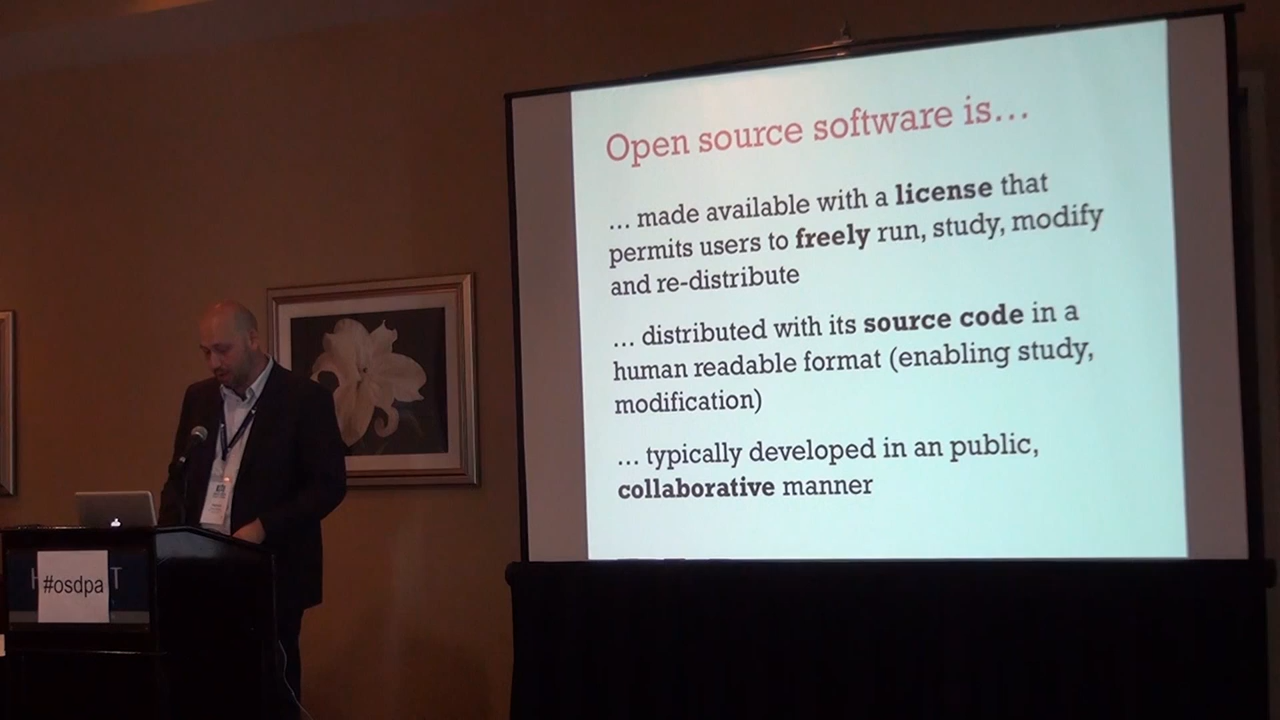 Open source software is…
… made available with a license that
permits users to freely run, study, modify
and re-distribute
… distributed with its source code in a
human readable format (enabling study,
modification)
… typically developed in an public,
collaborative manner
#osdpa